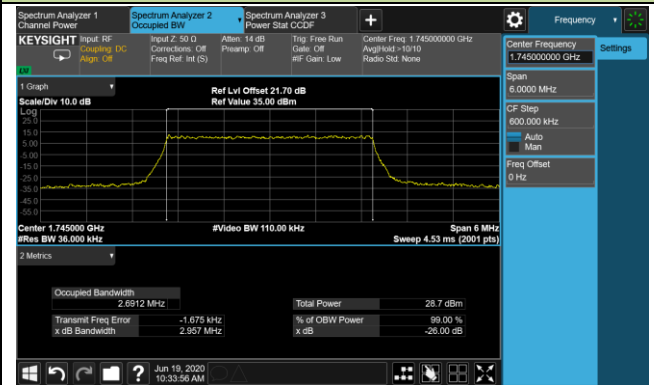 Spectrum Analyzer 1
Channel Power
Spectrum Analyzer 2
Occupied BW
Spectrum Analyzer 3
Power Stat CCDF
Frequency
KEYSIGHT
Input: RF
Coupling: DC
Align: Off
Input Z: 50 Ω
Corrections: Off
Freq Ref: Int (S)
Atten: 14 dB
Preamp: Off
Trig: Free Run
Gate: Off
#IF Gain: Low
Center Freq: 1.745000000 GHz
Avg|Hold:>10/10
Radio Std: None
Center Frequency
1.745000000 GHz
Settings
Span
6.0000 MHz
CF Step
600.000 kHz
Auto
Man
Freq Offset
0 Hz
1 Graph
Scale/Div 10.0 dB
Ref Lvl Offset 21.70 dB
Ref Value 35.00 dBm
Log
25.0
15.0
5.00
-5.00
-15.0
-25.0
-35.0
-45.0
-55.0
Center 1.745000 GHz
#Video BW 110.00 kHz
Span 6 MHz
#Res BW 36.000 kHz
Sweep 4.53 ms (2001 pts)
2 Metrics
Occupied Bandwidth
2.6912 MHz
Total Power
28.7 dBm
Transmit Freq Error
-1.675 kHz
% of OBW Power
99.00 %
x dB Bandwidth
2.957 MHz
x dB
-26.00 dB
Jun 19, 2020
10:33:56 AM